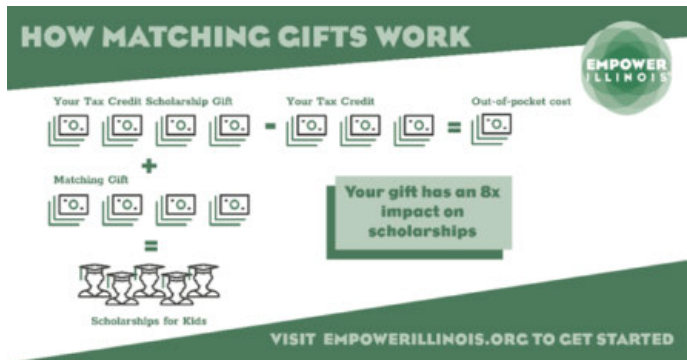 HOW MATCHING GIFTS WORK
EMPOWER
ILLINOIS
Your Tax Credit Scholarship Gift
Your Tax Credit
Out-of-pocket cost
-
=
+
Matching Gift
=
Scholarships for Kids
Your gift has an 8x
impact on
scholarships
VISIT EMPOWERILLINOIS.ORG TO GET STARTED